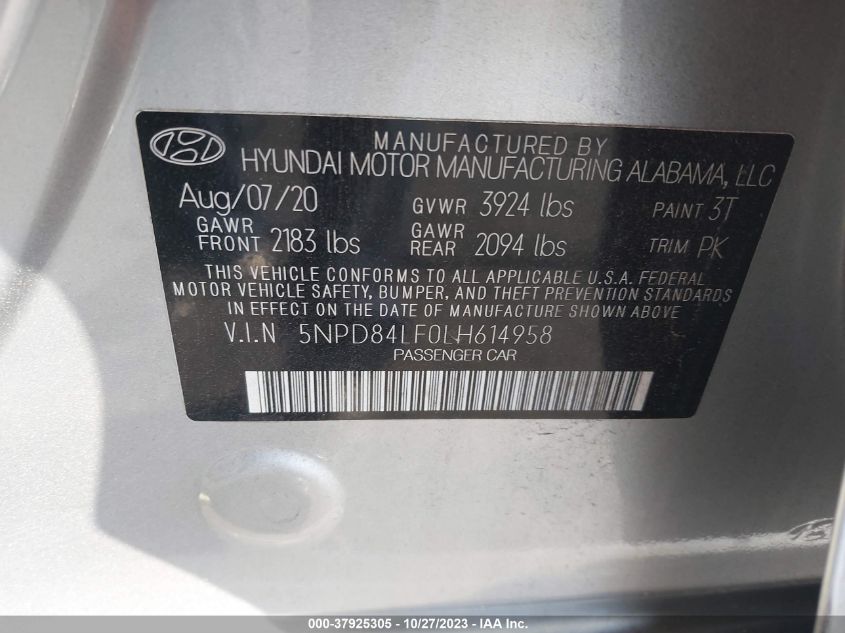 MANUFACTURED BY
HYUNDAI MOTOR MANUFACTURING ALABAMA, LLC
Aug/07/20 GVWR 3924 lbs PAINT 3T
GAWR FRONT 2183 lbs GAWR REAR 2094 lbs TRIM PK
THIS VEHICLE CONFORMS TO ALL APPLICABLE U.S.A. FEDERAL
MOTOR VEHICLE SAFETY, BUMPER, AND THEFT PREVENTION STANDARDS
IN EFFECT ON THE DATE OF MANUFACTURE SHOWN ABOVE
V.I.N 5NPD84LF0LH614958
PASSENGER CAR
000-37925305 - 10/27/2023 - IAA Inc.